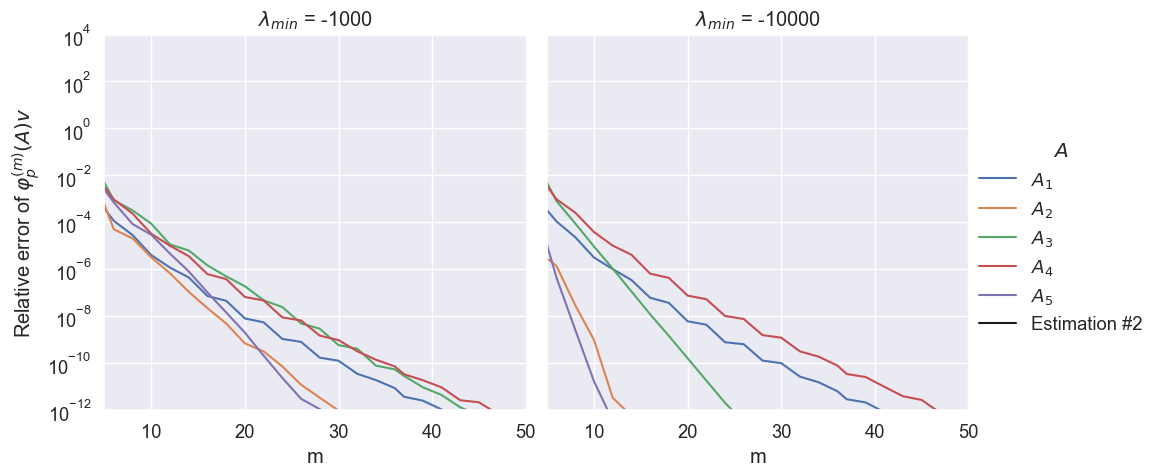 λ_min = -1000
λ_min = -10000
10^4
10^2
10^0
10^−2
10^−4
10^−6
10^−8
10^−10
10^−12
Relative error of φ_p^(m)(A)v
10 20 30 40 50
10 20 30 40 50
m
m
A
A_1
A_2
A_3
A_4
A_5
Estimation #2